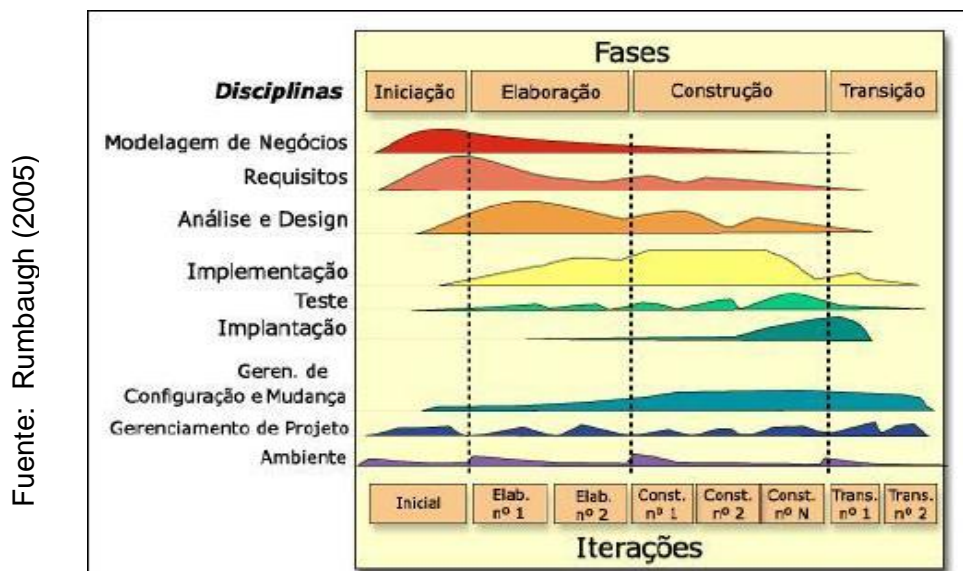 Fuente: Rumbaugh (2005)
Fases
Disciplinas
Iniciação
Elaboração
Construção
Transição
Modelagem de Negócios
Requisitos
Análise e Design
Implementação
Teste
Implantação
Geren. de
Configuração e Mudança
Gerenciamento de Projeto
Ambiente
Inicial
Elab.
nº 1
Elab.
nº 2
Const.
nº 1
Const.
nº 2
Const.
nº N
Trans.
nº 1
Trans.
nº 2
Iterações